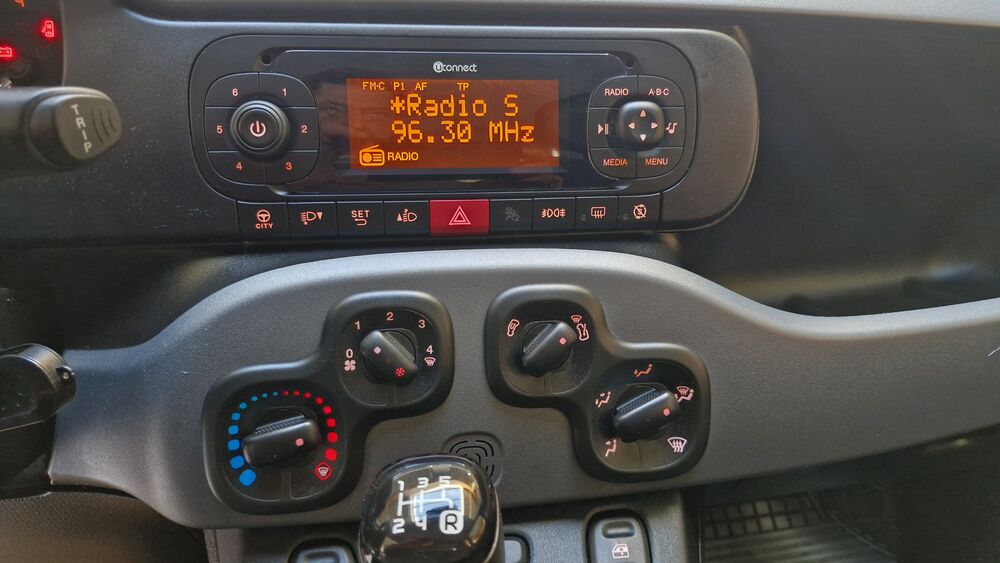 Uconnect
6 1
5 2
4 3
FM-C P1 AF TP
*Radio S
96.30 MHz
RADIO
RADIO A·B·C
MEDIA MENU
TRIP
CITY
SET
0 1 2 3 4
1 3 5
2 4 R